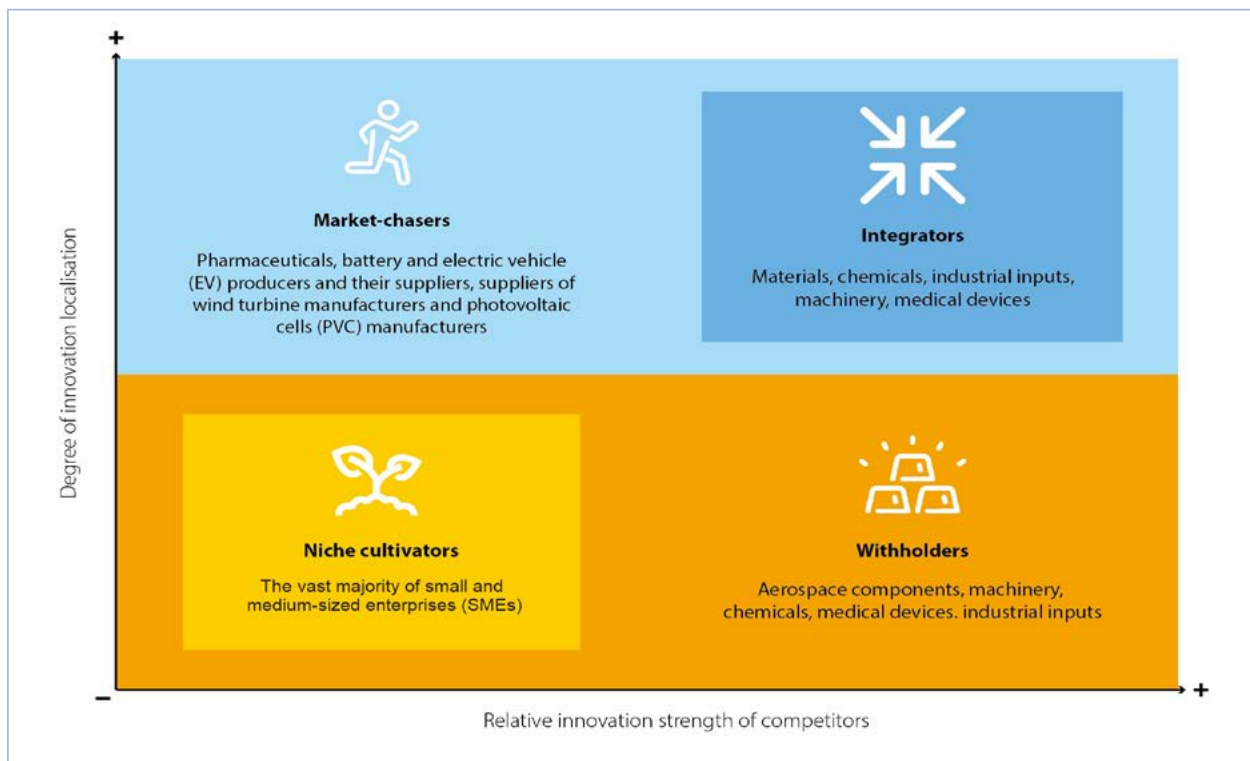 +
Degree of innovation localisation
Market-chasers
Pharmaceuticals, battery and electric vehicle
(EV) producers and their suppliers, suppliers of
wind turbine manufacturers and photovoltaic
cells (PVC) manufacturers
Integrators
Materials, chemicals, industrial inputs,
machinery, medical devices
Niche cultivators
The vast majority of small and
medium-sized enterprises (SMEs)
Withholders
Aerospace components, machinery,
chemicals, medical devices. industrial inputs
–
+
Relative innovation strength of competitors